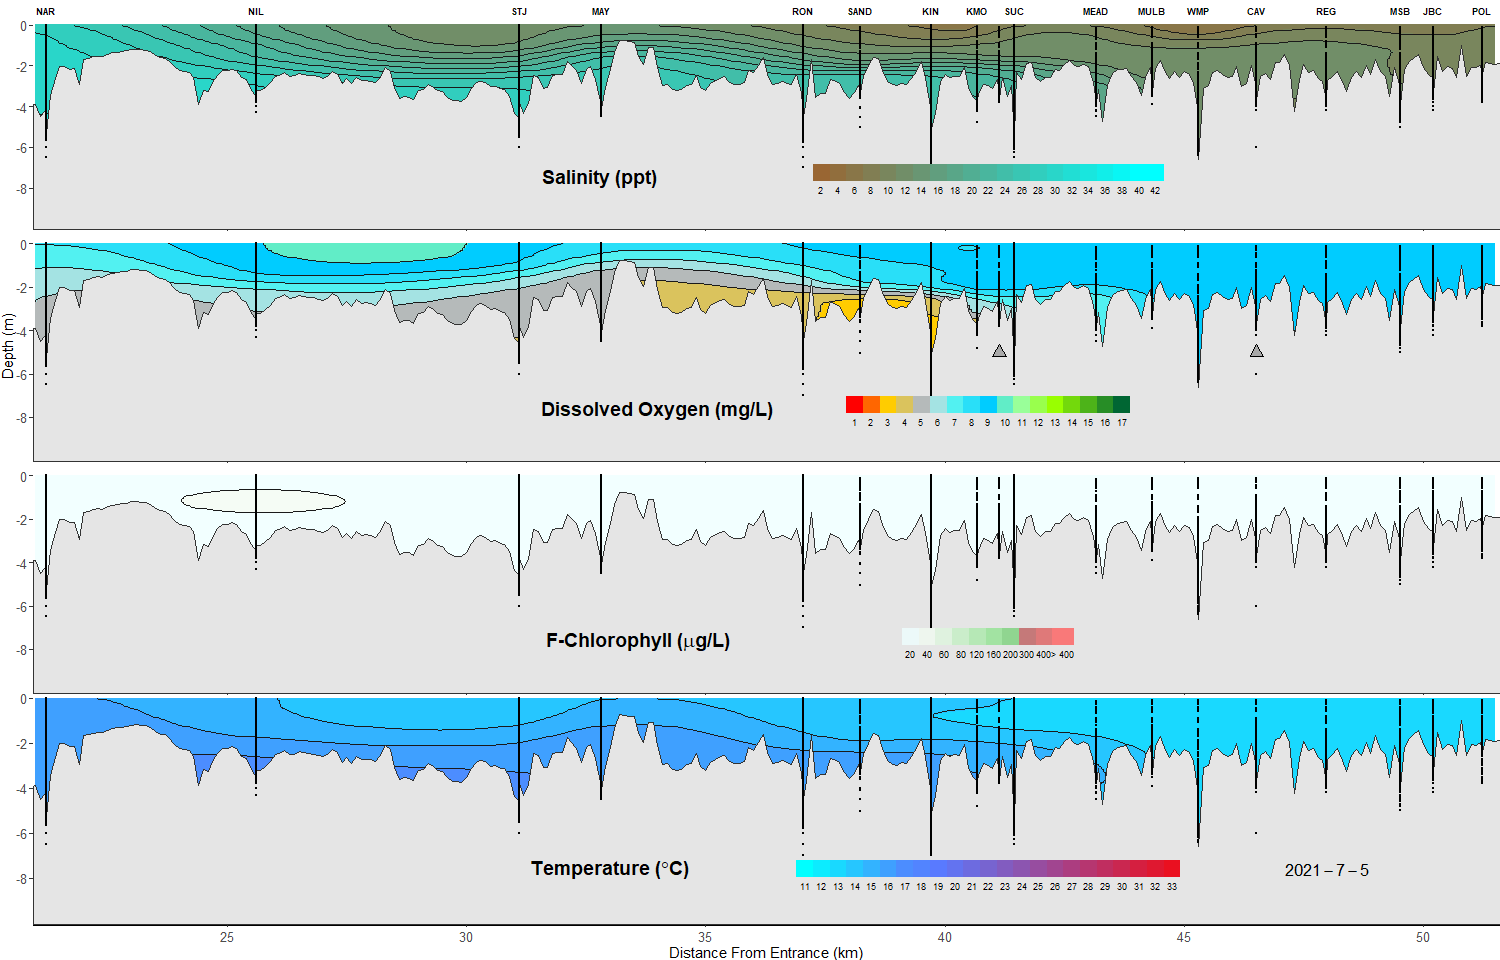 NAR NIL STJ MAY RON SAND KIN KMO SUC MEAD MULB WMP CAV REG MSB JBC POL
0
-2
-4
-6
-8
Salinity (ppt)
2 4 6 8 10 12 14 16 18 20 22 24 26 28 30 32 34 36 38 40 42
0
-2
-4
-6
-8
Depth (m)
Dissolved Oxygen (mg/L)
1 2 3 4 5 6 7 8 9 10 11 12 13 14 15 16 17
0
-2
-4
-6
-8
F-Chlorophyll (μg/L)
20 40 60 80 120 160 200 300 400 > 400
0
-2
-4
-6
-8
Temperature (°C)
11 12 13 14 15 16 17 18 19 20 21 22 23 24 25 26 27 28 29 30 31 32 33
2021 – 7 – 5
25 30 35 40 45 50
Distance From Entrance (km)